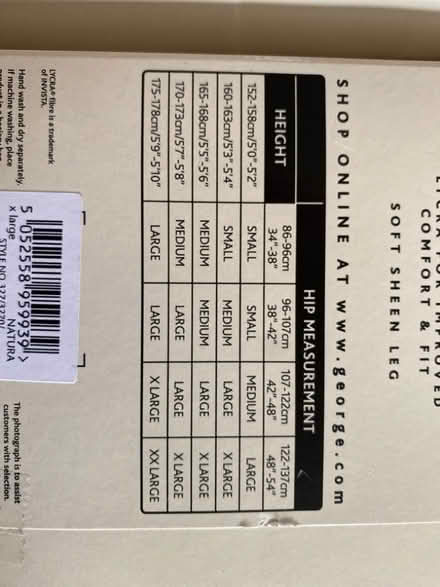 FOR IMPROVED
COMFORT & FIT
SOFT SHEEN LEG
SHOP ONLINE AT www.george.com
HIP MEASUREMENT
HEIGHT 86-96cm 96-107cm 107-122cm 122-137cm
34"-38" 38"-42" 42"-48" 48"-54"
152-158cm/5'0"-5'2" SMALL SMALL MEDIUM LARGE
160-163cm/5'3"-5'4" SMALL MEDIUM LARGE X LARGE
165-168cm/5'5"-5'6" MEDIUM MEDIUM LARGE X LARGE
170-173cm/5'7"-5'8" MEDIUM LARGE LARGE X LARGE
175-178cm/5'9"-5'10" LARGE LARGE X LARGE XX LARGE
LYCRA® fibre is a trademark
of INVISTA.
Hand wash and dry separately.
If machine washing, place
5 052558 959939 >
NATURA
x large
STYLE NO.
The photograph is to assist
customers with selection.